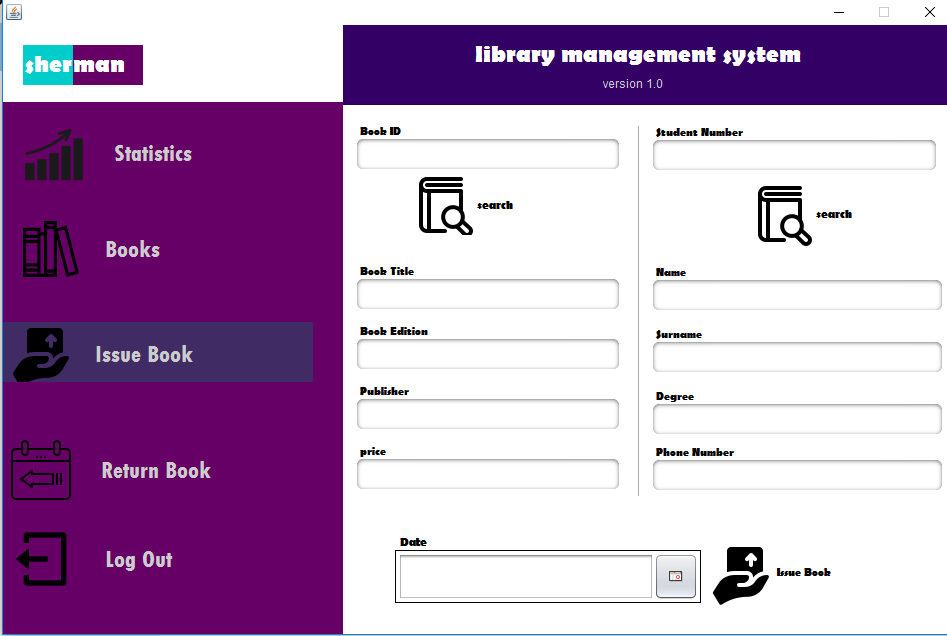 sherman
library management system
version 1.0
Statistics
Books
Issue Book
Return Book
Log Out
Book ID
search
Book Title
Book Edition
Publisher
price
Student Number
search
Name
Surname
Degree
Phone Number
Date
Issue Book